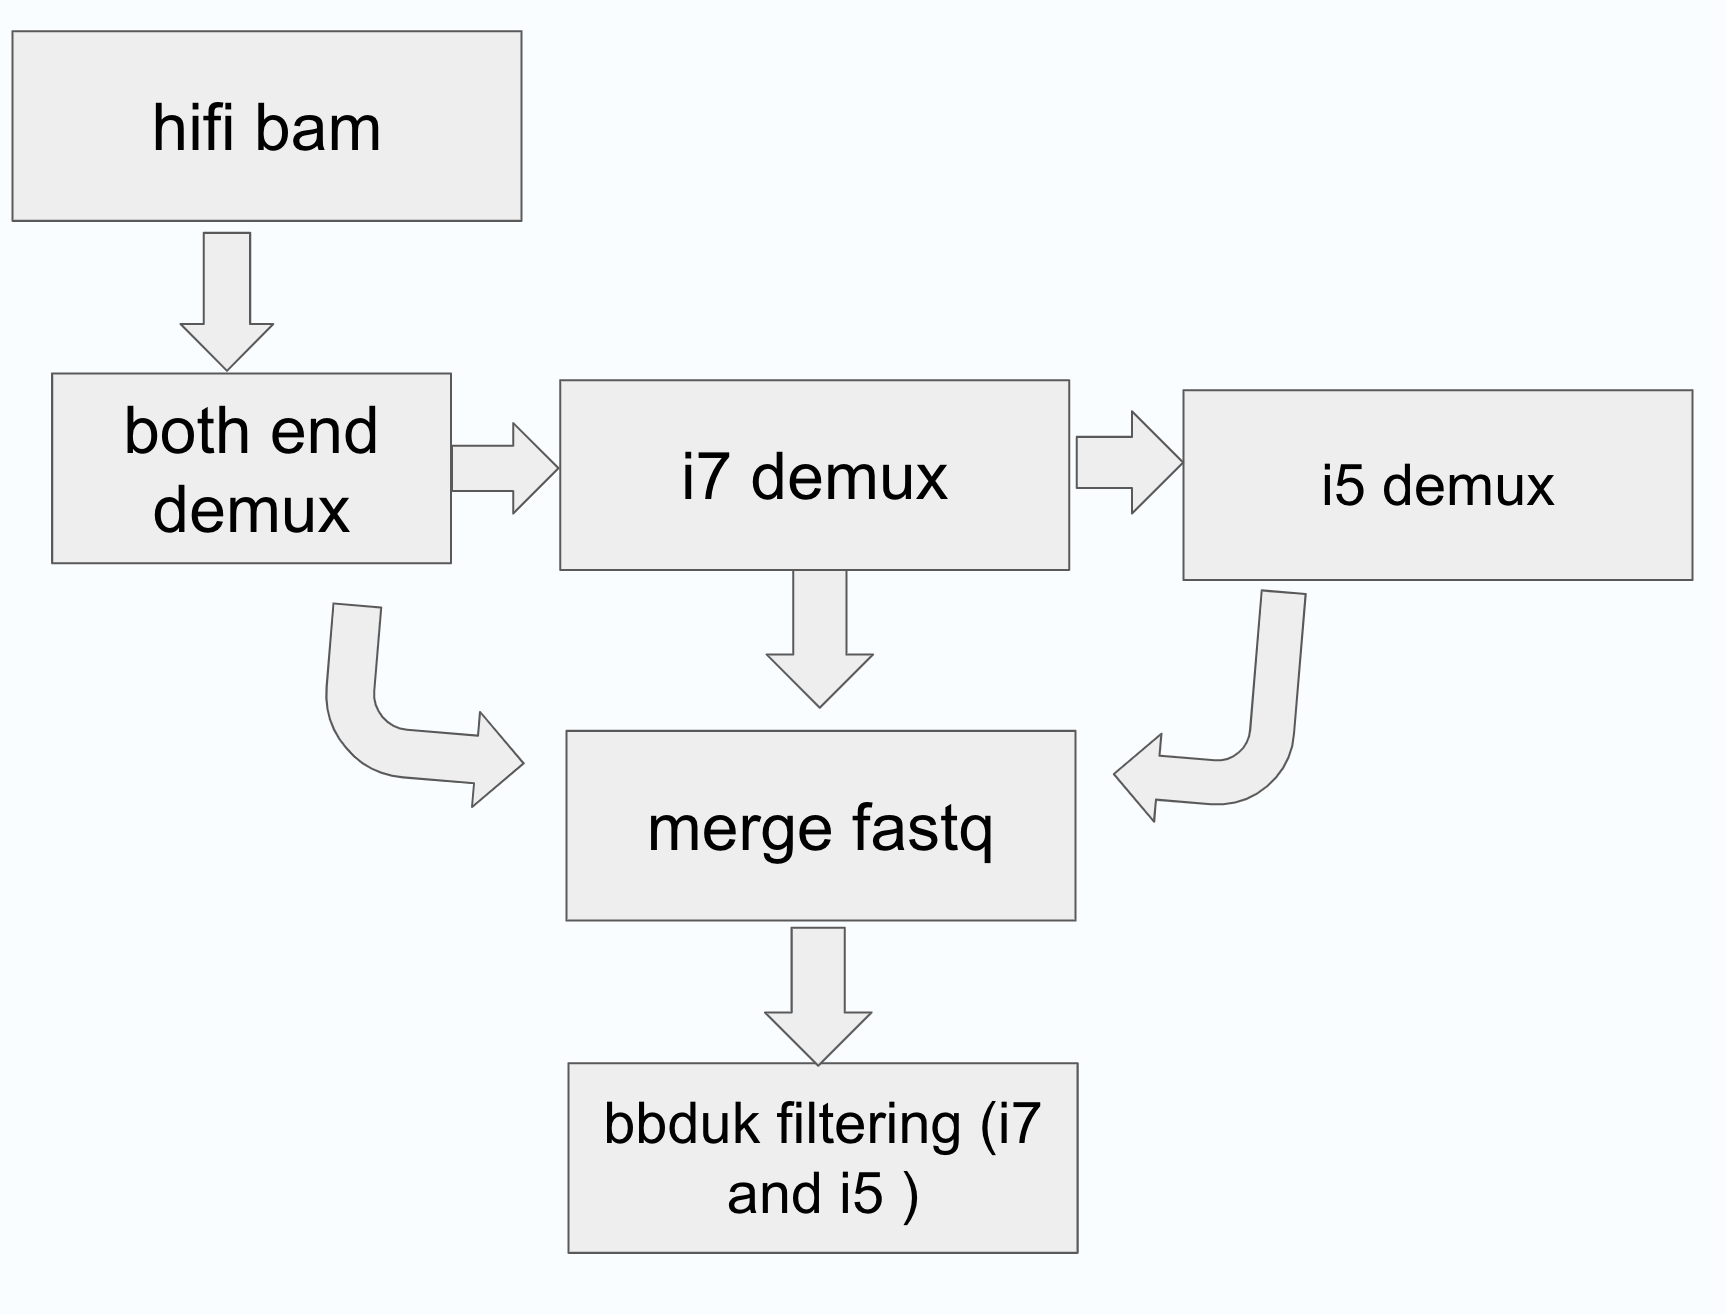 hifi bam
both end
demux
i7 demux
i5 demux
merge fastq
bbduk filtering (i7
and i5 )